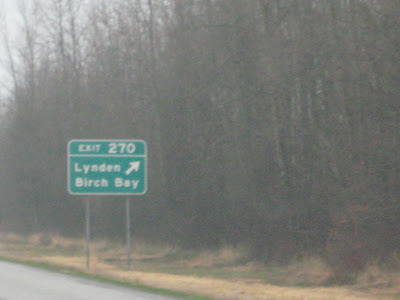 EXIT 270
Lynden
Birch Bay